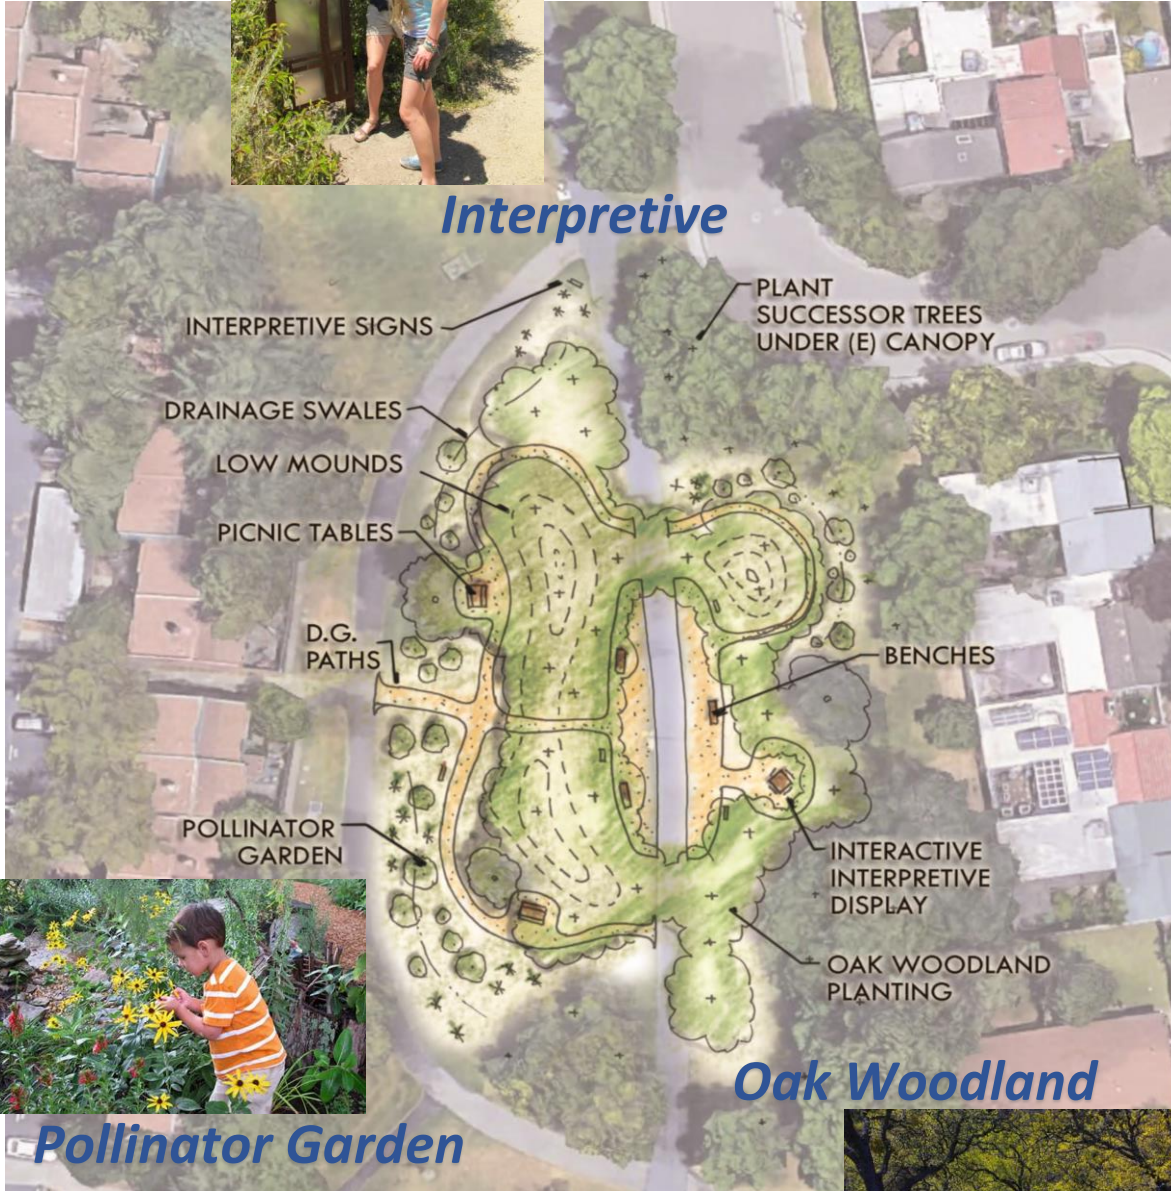 Interpretive
PLANT
SUCCESSOR TREES
UNDER (E) CANOPY
INTERPRETIVE SIGNS
DRAINAGE SWALES
LOW MOUNDS
PICNIC TABLES
D.G.
PATHS
BENCHES
POLLINATOR
GARDEN
INTERACTIVE
INTERPRETIVE
DISPLAY
OAK WOODLAND
PLANTING
Oak Woodland
Pollinator Garden